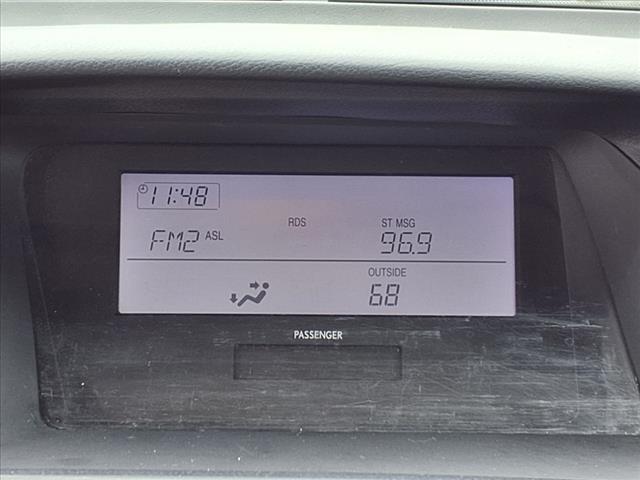 11:48
RDS ST MSG
FM2 ASL 96.9
OUTSIDE
68
PASSENGER